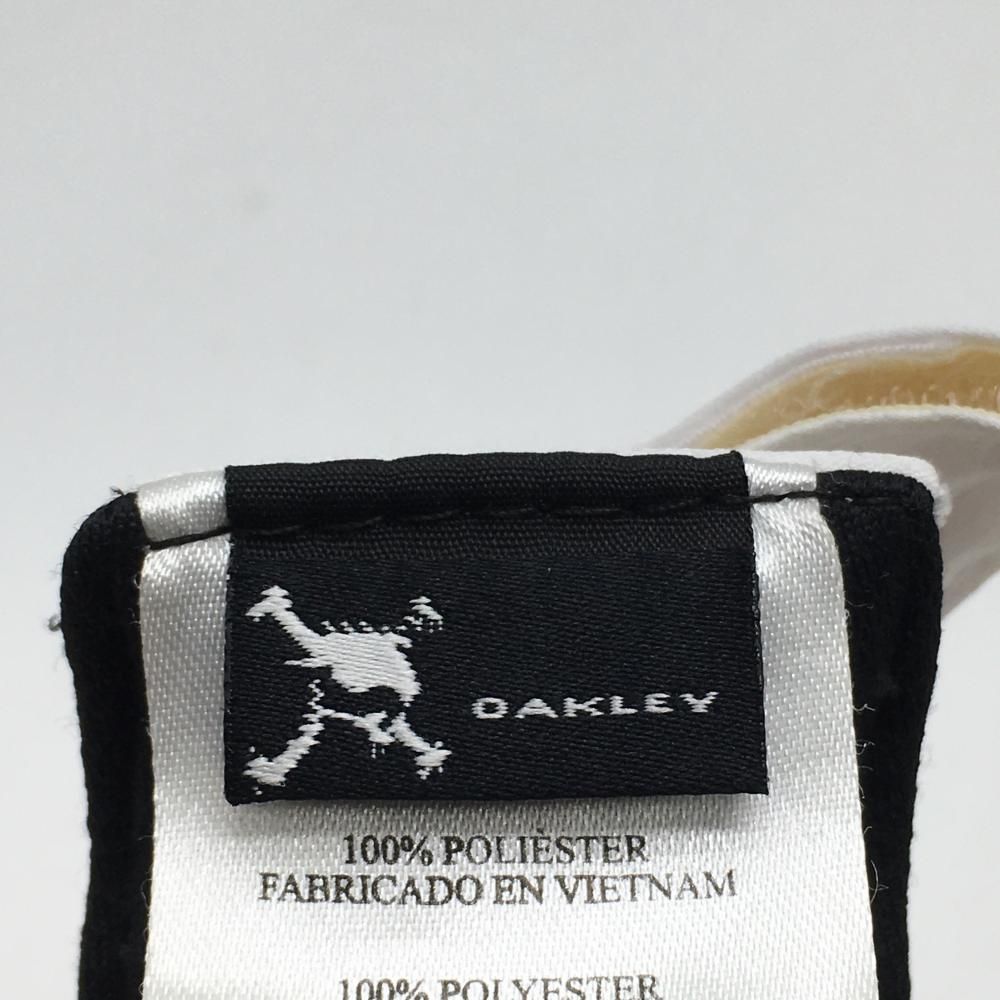 OAKLEY
100% POLIÈSTER
FABRICADO EN VIETNAM
100% POLYESTER